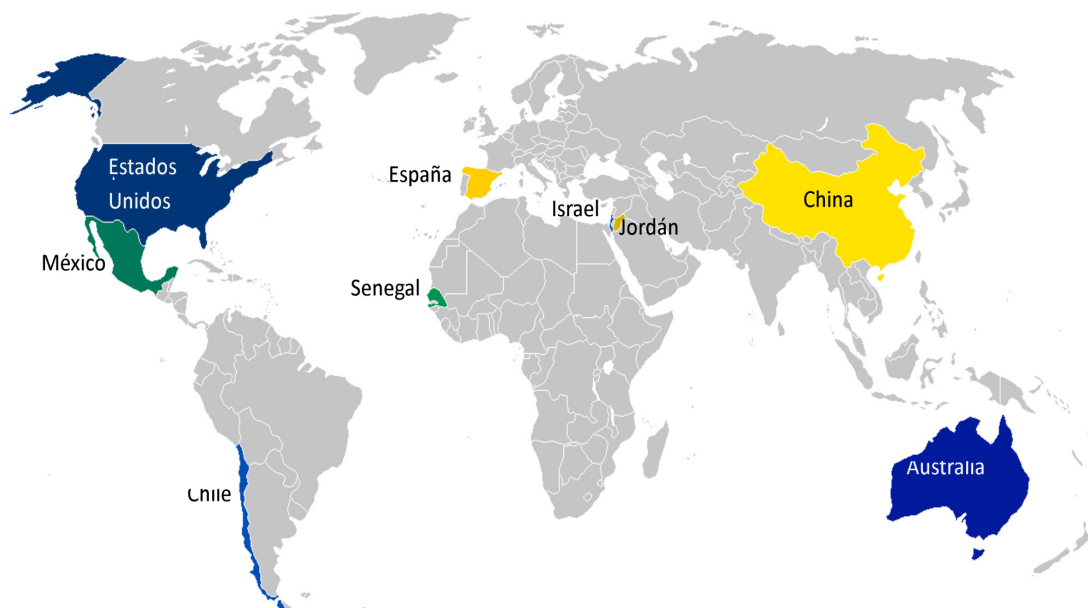 Estados
Unidos
México
Chile
España
Israel
Jordán
Senegal
China
Australia